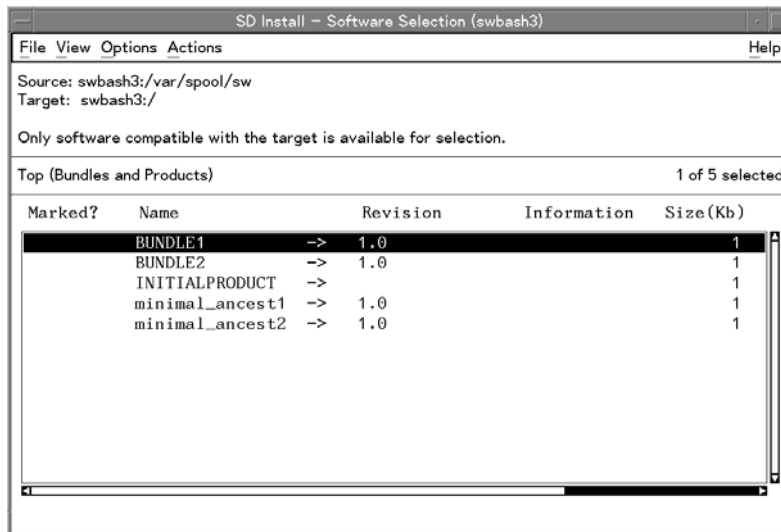 SD Install - Software Selection (swbash3)
File View Options Actions Help
Source: swbash3:/var/spool/sw
Target: swbash3:/
Only software compatible with the target is available for selection.
Top (Bundles and Products) 1 of 5 selected
Marked? Name Revision Information Size(Kb)
BUNDLE1 -> 1.0 1
BUNDLE2 -> 1.0 1
INITIALPRODUCT -> 1
minimal_ancest1 -> 1.0 1
minimal_ancest2 -> 1.0 1